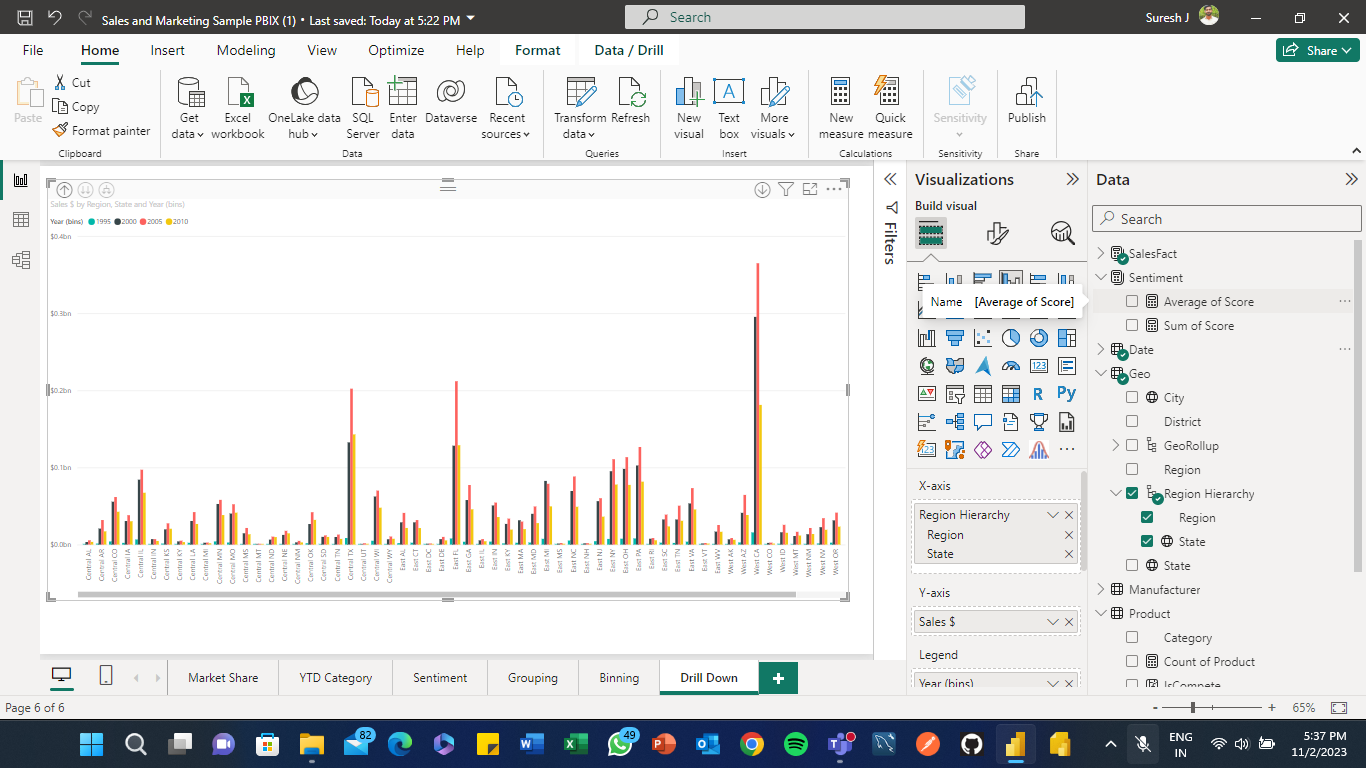 Sales and Marketing Sample PBIX (1) • Last saved: Today at 5:22 PM
Search
Suresh J
File Home Insert Modeling View Optimize Help Format Data / Drill
Share
Paste
Cut
Copy
Format painter
Get data
Excel workbook
OneLake data hub
SQL Server
Enter data
Dataverse
Recent sources
Transform data
Refresh
New visual
Text box
More visuals
New measure
Quick measure
Sensitivity
Publish
Clipboard Data Queries Insert Calculations Sensitivity Share
Sales $ by Region, State and Year (bins)
Year (bins) 1995 2000 2005 2010
$0.4bn
$0.3bn
$0.2bn
$0.1bn
$0.0bn
Central AL
Central AR
Central CO
Central IA
Central IL
Central IN
Central KS
Central KY
Central LA
Central MI
Central MN
Central MO
Central MS
Central MT
Central ND
Central NE
Central NM
Central OK
Central SD
Central TN
Central TX
Central UT
Central WI
Central WY
East AL
East CT
East DC
East DE
East FL
East GA
East IL
East IN
East KY
East MA
East MD
East MI
East MS
East NC
East NH
East NJ
East NY
East OH
East PA
East RI
East SC
East TN
East VA
East VT
East WV
West AK
West AZ
West CA
West CO
West ID
West MT
West NM
West NV
West OR
Filters
Visualizations
Build visual
Name [Average of Score]
R
Py
123
X-axis
Region Hierarchy
Region
State
Y-axis
Sales $
Legend
Year (bins)
Data
Search
SalesFact
Sentiment
Average of Score
Sum of Score
Date
Geo
City
District
GeoRollup
Region
Region Hierarchy
Region
State
State
Manufacturer
Product
Category
Count of Product
IsCompete
Market Share YTD Category Sentiment Grouping Binning Drill Down
Page 6 of 6
65%
82
49
ENG
IN
5:37 PM
11/2/2023